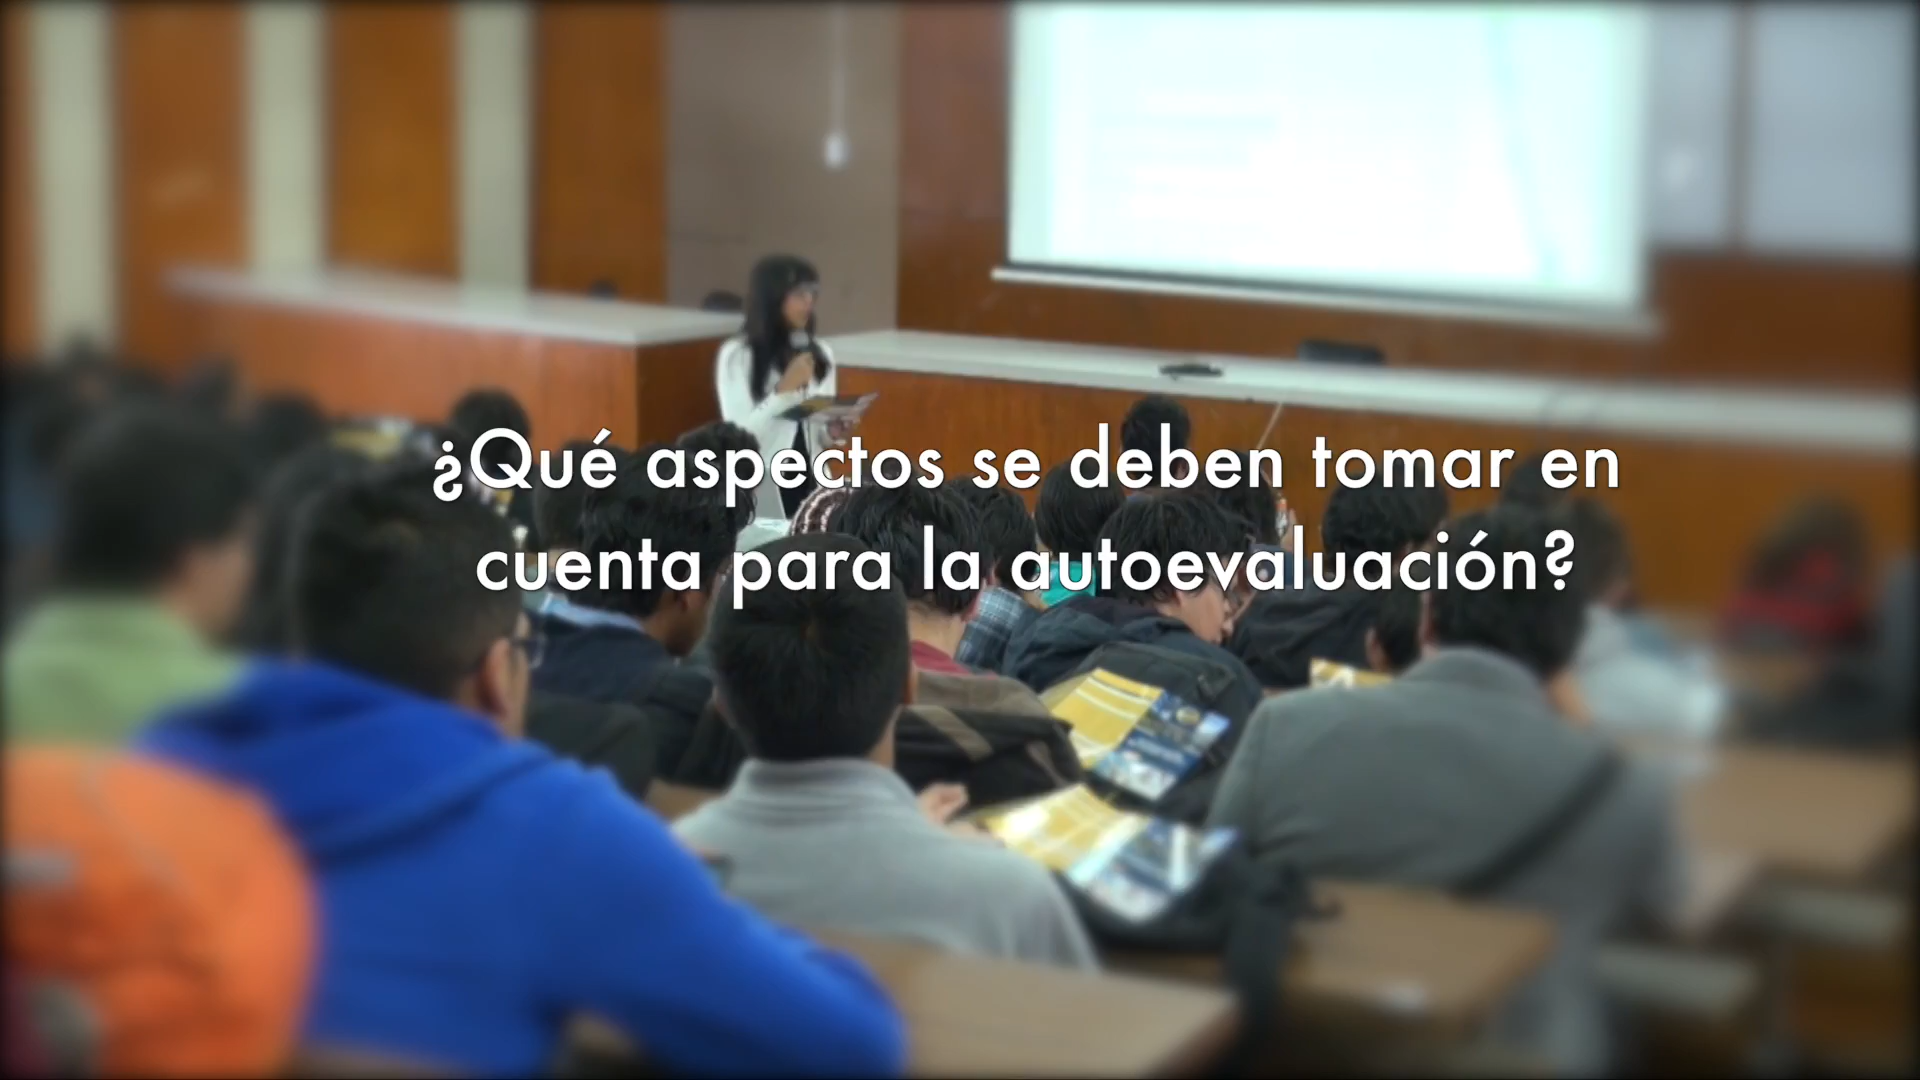 ¿Qué aspectos se deben tomar en
cuenta para la autoevaluación?